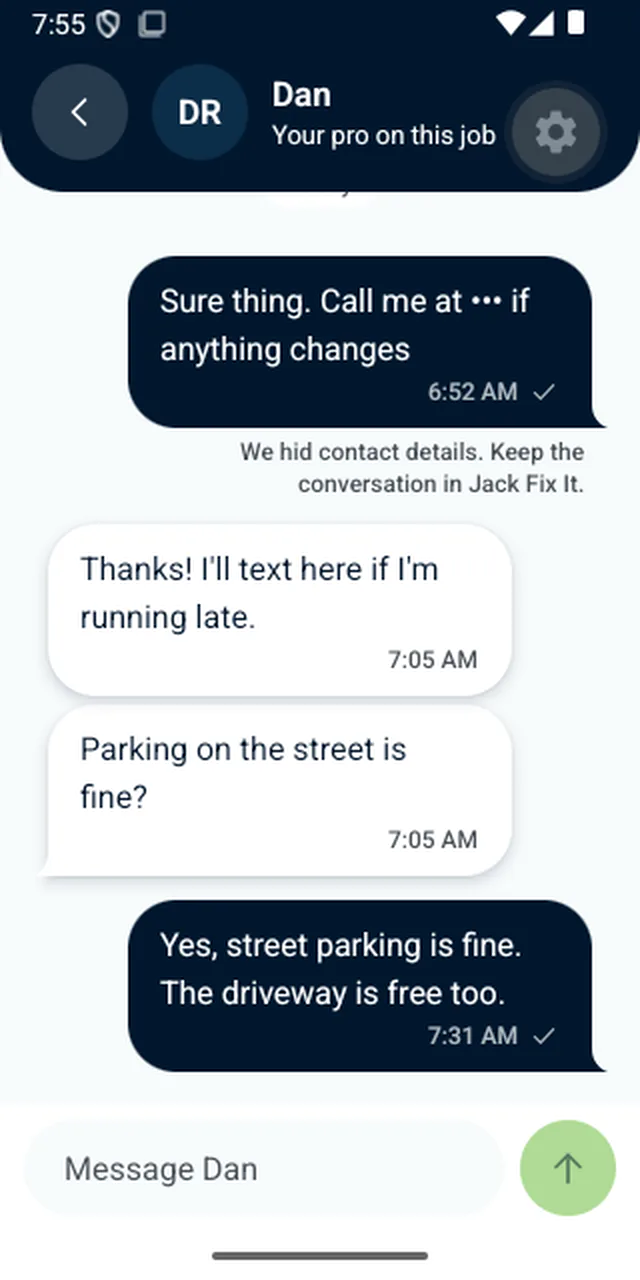 7:55
DR
Dan
Your pro on this job
Sure thing. Call me at ••• if
anything changes
6:52 AM
We hid contact details. Keep the
conversation in Jack Fix It.
Thanks! I'll text here if I'm
running late.
7:05 AM
Parking on the street is
fine?
7:05 AM
Yes, street parking is fine.
The driveway is free too.
7:31 AM
Message Dan